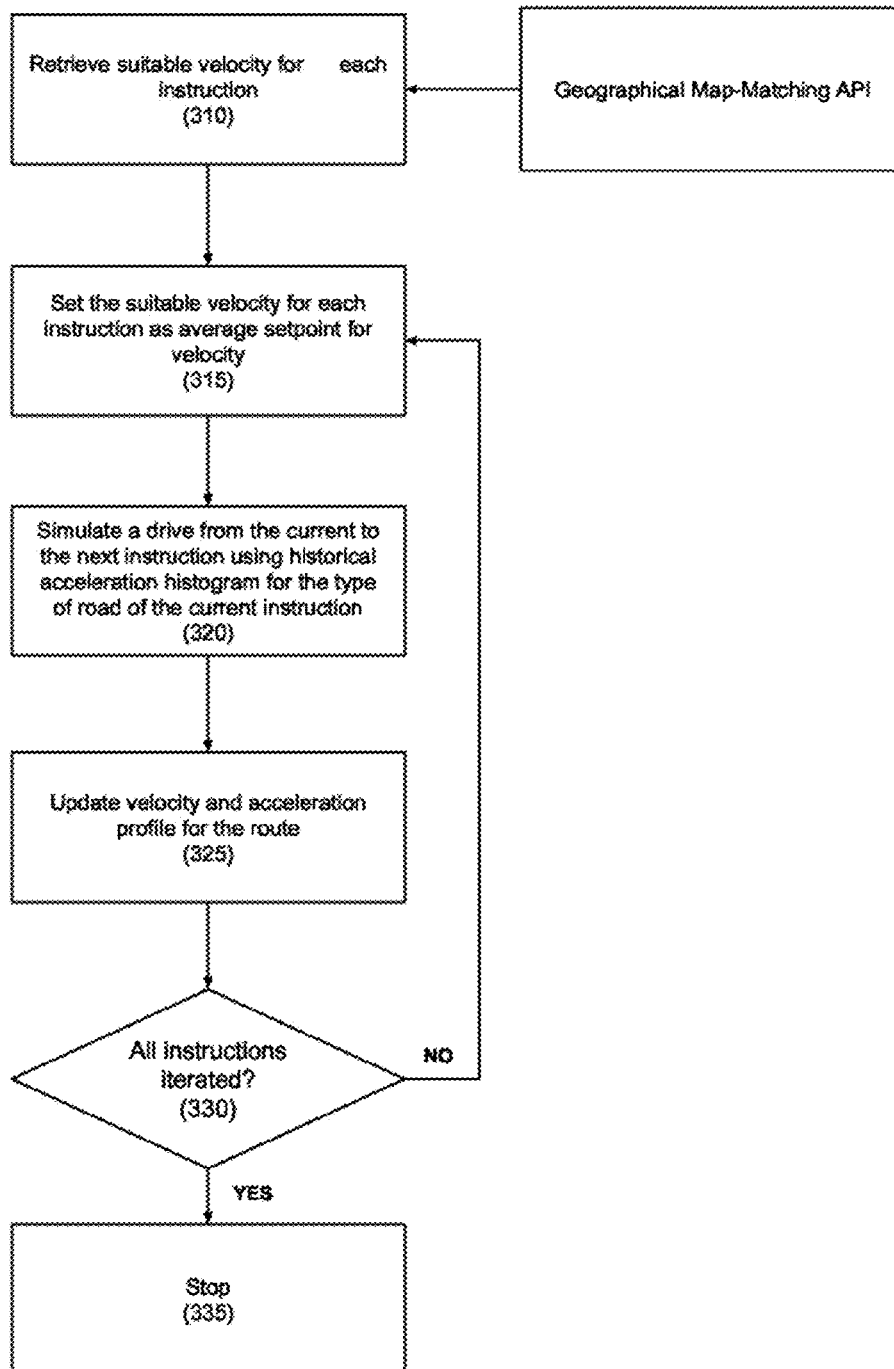 Retrieve suitable velocity for each
instruction
(310)
Geographical Map-Matching API
Set the suitable velocity for each
instruction as average setpoint for
velocity
(315)
Simulate a drive from the current to
the next instruction using historical
acceleration histogram for the type
of road of the current instruction
(320)
Update velocity and acceleration
profile for the route
(325)
All instructions
iterated?
(330)
NO
YES
Stop
(335)